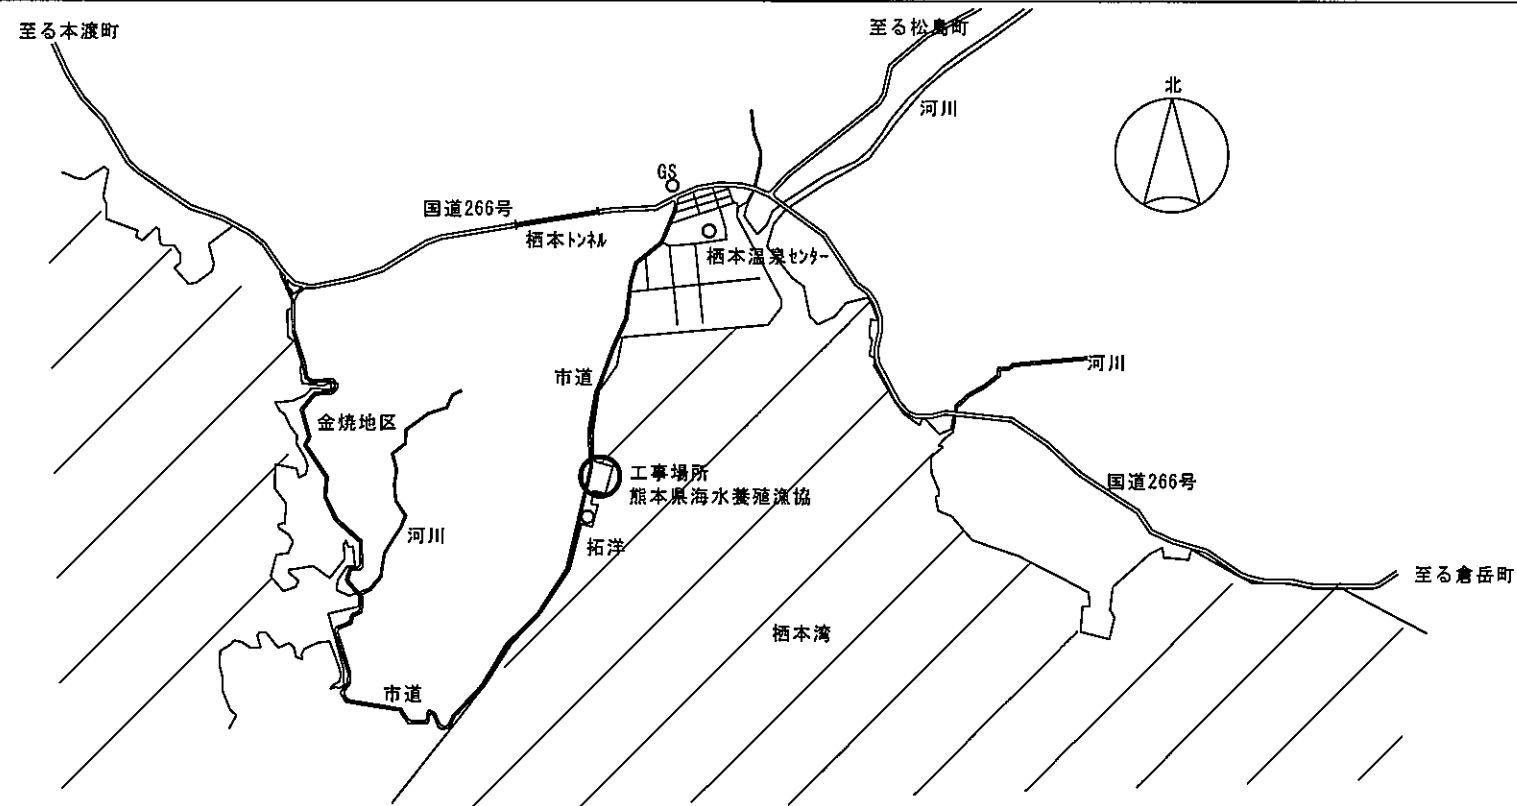 至る本渡町
至る松島町
北
河川
GS
国道266号
栖本トンネル
栖本温泉センター
市道
河川
金焼地区
工事場所
熊本県海水養殖漁協
国道266号
河川
拓洋
至る倉岳町
栖本湾
市道